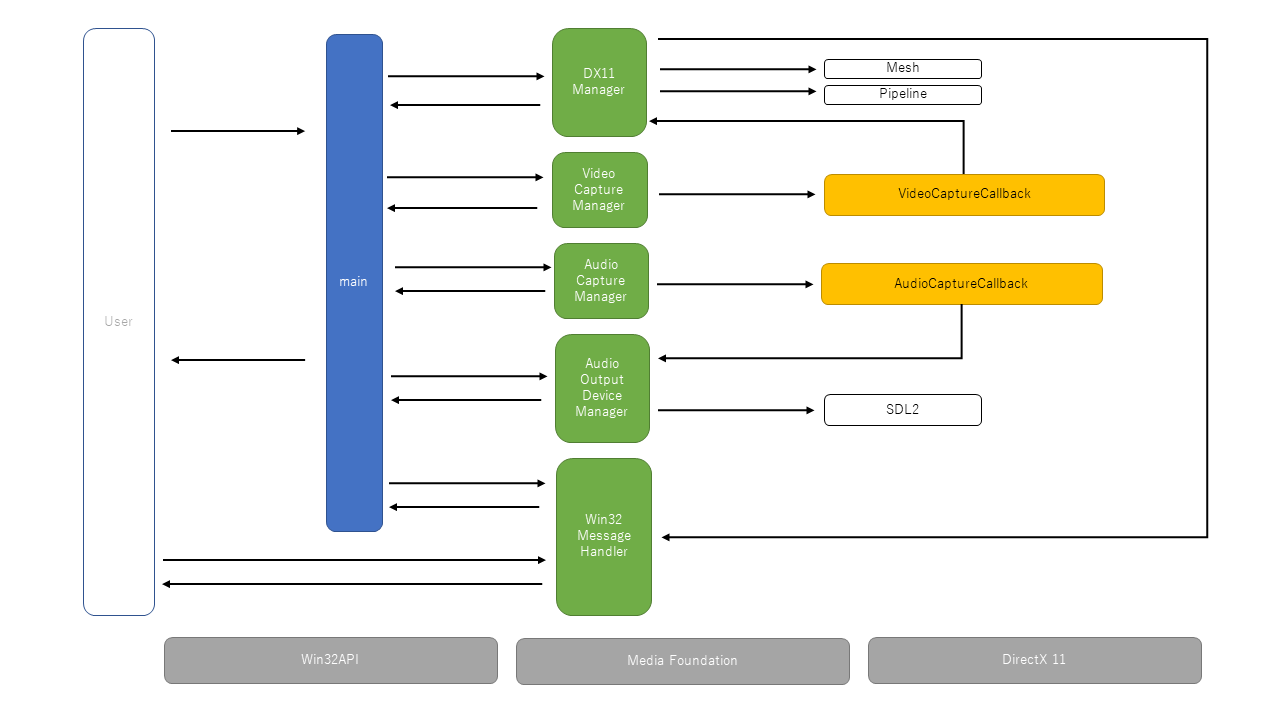 User
main
DX11
Manager
Mesh
Pipeline
Video
Capture
Manager
VideoCaptureCallback
Audio
Capture
Manager
AudioCaptureCallback
Audio
Output
Device
Manager
SDL2
Win32
Message
Handler
Win32API
Media Foundation
DirectX 11